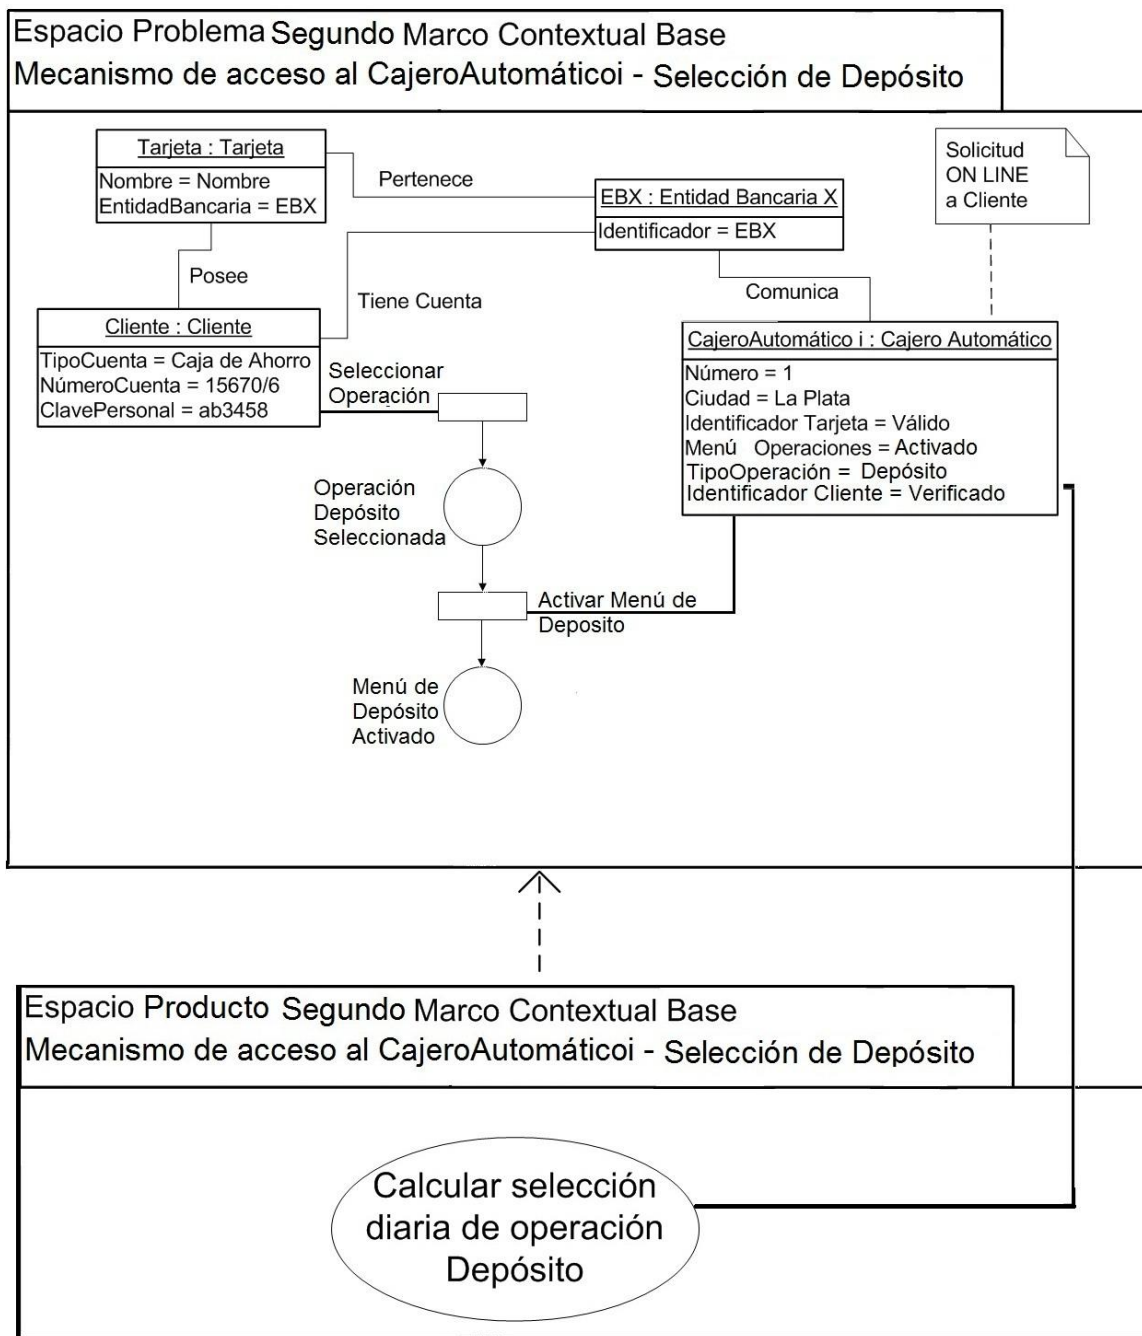 Espacio Problema Segundo Marco Contextual Base
Mecanismo de acceso al CajeroAutomáticoi - Selección de Depósito
Tarjeta : Tarjeta
Nombre = Nombre
EntidadBancaria = EBX
Pertenece
EBX : Entidad Bancaria X
Identificador = EBX
Solicitud
ON LINE
a Cliente
Posee
Tiene Cuenta
Comunica
Cliente : Cliente
TipoCuenta = Caja de Ahorro
NúmeroCuenta = 15670/6
ClavePersonal = ab3458
CajeroAutomático i : Cajero Automático
Número = 1
Ciudad = La Plata
Identificador Tarjeta = Válido
Menú Operaciones = Activado
TipoOperación = Depósito
Identificador Cliente = Verificado
Seleccionar
Operación
Operación
Depósito
Seleccionada
Activar Menú de
Deposito
Menú de
Depósito
Activado
Espacio Producto Segundo Marco Contextual Base
Mecanismo de acceso al CajeroAutomáticoi - Selección de Depósito
Calcular selección
diaria de operación
Depósito